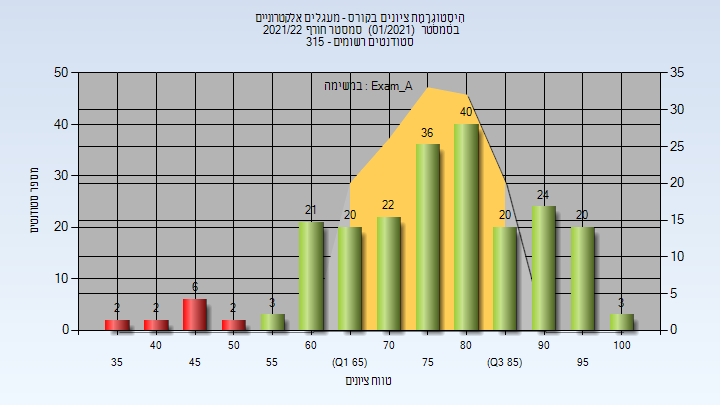 הִיסְטוֹגְרַמַּת ציונים בקורס - מעגלים אלקטרוניים
בסמסטר (01/2021) סמסטר חורף 2021/22
סטודנטים רשומים - 315
במשימה : Exam_A
50 40 30 20 10 0
35 30 25 20 15 10 5 0
מספר סטודנטים
2 2 6 2 3 21 20 22 36 40 20 24 20 3
40 50 60 70 80 90 100
35 45 55 (Q1 65) 75 (Q3 85) 95
טווח ציונים